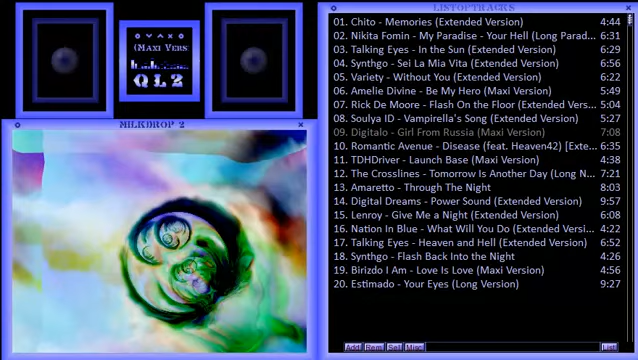 LISTOFTRACKS
(MAXI VERS
QL2
MILKDROP 2
01. Chito - Memories (Extended Version) 4:44
02. Nikita Fomin - My Paradise - Your Hell (Long Parad... 6:31
03. Talking Eyes - In the Sun (Extended Version) 6:29
04. Synthgo - Sei La Mia Vita (Extended Version) 6:56
05. Variety - Without You (Extended Version) 6:22
06. Amelie Divine - Be My Hero (Maxi Version) 5:49
07. Rick De Moore - Flash On the Floor (Extended Vers... 5:04
08. Soulya ID - Vampirella's Song (Extended Version) 5:27
09. Digitalo - Girl From Russia (Maxi Version) 7:08
10. Romantic Avenue - Disease (feat. Heaven42) [Exte... 6:35
11. TDHDriver - Launch Base (Maxi Version) 4:38
12. The Crosslines - Tomorrow Is Another Day (Long N... 7:21
13. Amaretto - Through The Night 8:03
14. Digital Dreams - Power Sound (Extended Version) 9:57
15. Lenroy - Give Me a Night (Extended Version) 6:08
16. Nation In Blue - What Will You Do (Extended Versi... 4:22
17. Talking Eyes - Heaven and Hell (Extended Version) 6:52
18. Synthgo - Flash Back Into the Night 4:26
19. Birizdo I Am - Love Is Love (Maxi Version) 4:56
20. Estimado - Your Eyes (Long Version) 9:27
Add Rem Sel Misc List